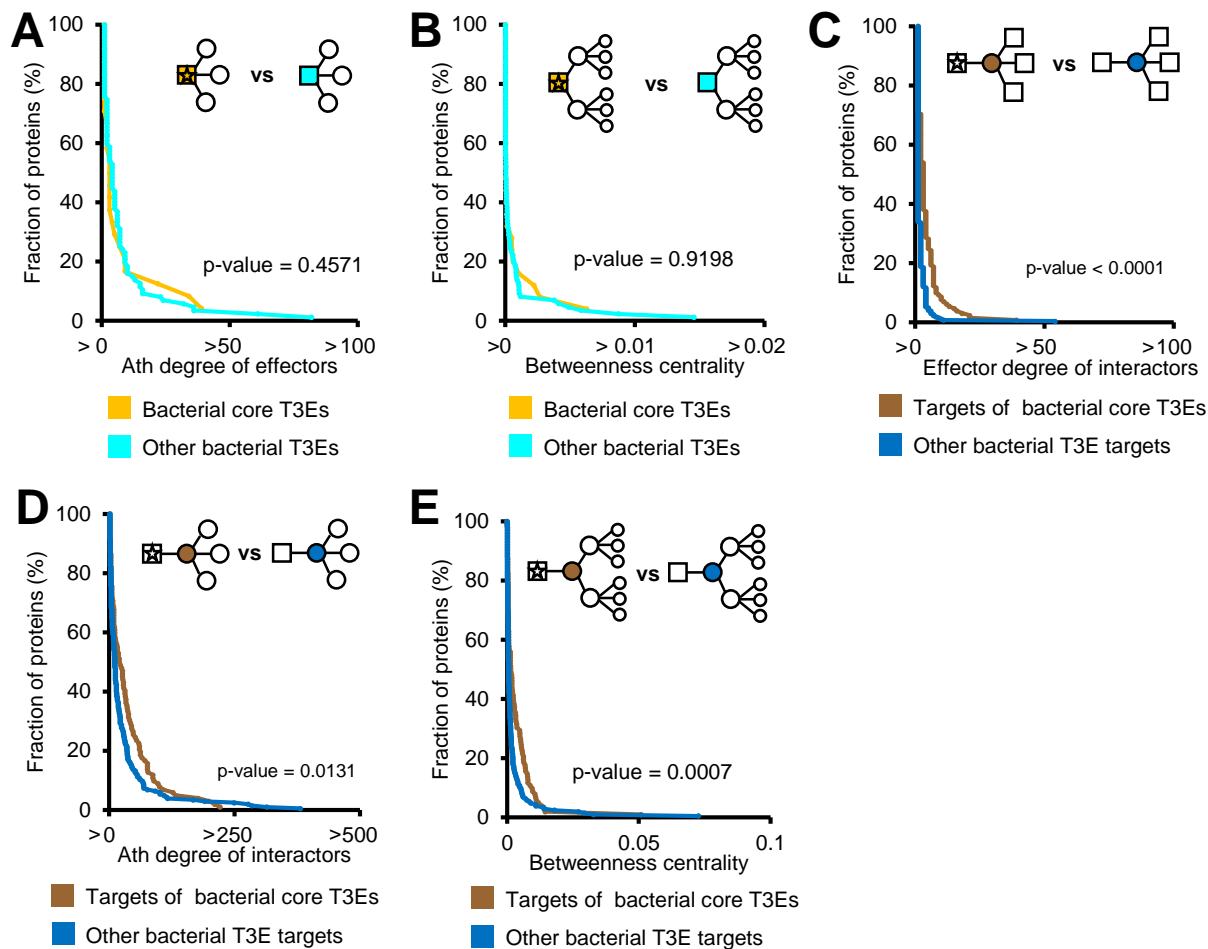 A
Fraction of proteins (%)
100
80
60
40
20
0
vs
p-value = 0.4571
> 0
>50
>100
Ath degree of effectors
Bacterial core T3Es
Other bacterial T3Es
B
Fraction of proteins (%)
100
80
60
40
20
0
vs
p-value = 0.9198
> 0
> 0.01
> 0.02
Betweenness centrality
Bacterial core T3Es
Other bacterial T3Es
C
Fraction of proteins (%)
100
80
60
40
20
0
vs
p-value < 0.0001
>0
>50
>100
Effector degree of interactors
Targets of bacterial core T3Es
Other bacterial T3E targets
D
Fraction of proteins (%)
100
80
60
40
20
0
vs
p-value = 0.0131
> 0
>250
>500
Ath degree of interactors
Targets of bacterial core T3Es
Other bacterial T3E targets
E
Fraction of proteins (%)
100
80
60
40
20
0
vs
p-value = 0.0007
0
0.05
0.1
Betweenness centrality
Targets of bacterial core T3Es
Other bacterial T3E targets